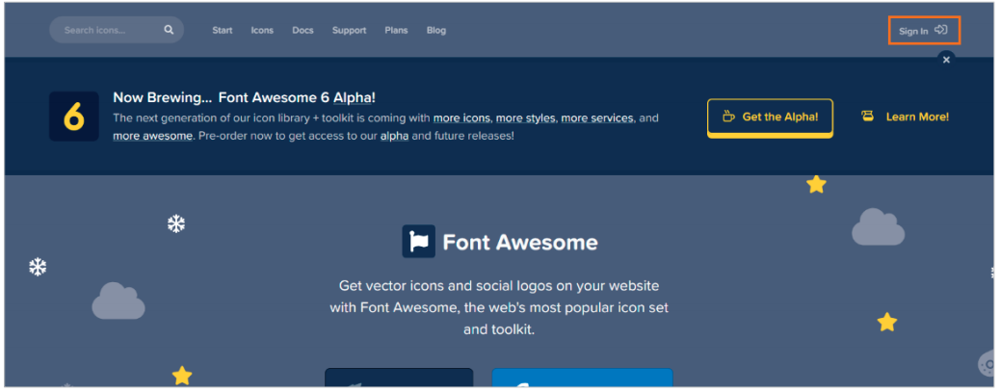 Search icons...
Start Icons Docs Support Plans Blog
Sign In
6
Now Brewing... Font Awesome 6 Alpha!
The next generation of our icon library + toolkit is coming with more icons, more styles, more services, and
more awesome. Pre-order now to get access to our alpha and future releases!
Get the Alpha!
Learn More!
Font Awesome
Get vector icons and social logos on your website
with Font Awesome, the web's most popular icon set
and toolkit.